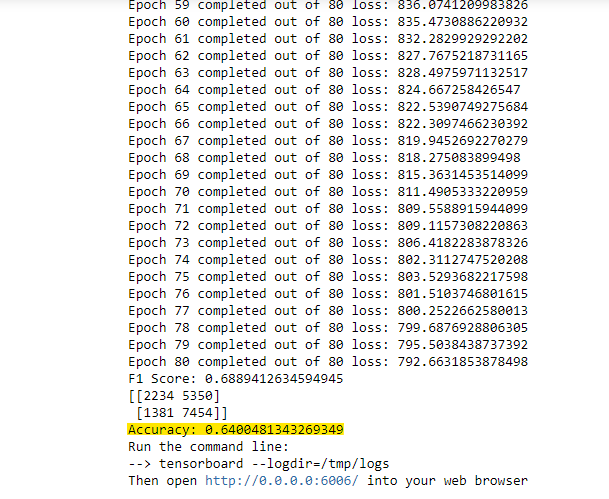 Epoch 59 completed out of 80 loss: 836.0741209983826
Epoch 60 completed out of 80 loss: 835.4730886220932
Epoch 61 completed out of 80 loss: 832.2829929292202
Epoch 62 completed out of 80 loss: 827.7675218731165
Epoch 63 completed out of 80 loss: 828.4975971132517
Epoch 64 completed out of 80 loss: 824.667258426547
Epoch 65 completed out of 80 loss: 822.5390749275684
Epoch 66 completed out of 80 loss: 822.3097466230392
Epoch 67 completed out of 80 loss: 819.9452692270279
Epoch 68 completed out of 80 loss: 818.275083899498
Epoch 69 completed out of 80 loss: 815.3631453514099
Epoch 70 completed out of 80 loss: 811.4905333220959
Epoch 71 completed out of 80 loss: 809.5588915944099
Epoch 72 completed out of 80 loss: 809.1157308220863
Epoch 73 completed out of 80 loss: 806.4182283878326
Epoch 74 completed out of 80 loss: 802.3112747520208
Epoch 75 completed out of 80 loss: 803.5293682217598
Epoch 76 completed out of 80 loss: 801.5103746801615
Epoch 77 completed out of 80 loss: 800.2522662580013
Epoch 78 completed out of 80 loss: 799.6876928806305
Epoch 79 completed out of 80 loss: 795.5038438737392
Epoch 80 completed out of 80 loss: 792.6631853878498
F1 Score: 0.6889412634594945
[[2234 5350]
[1381 7454]]
Accuracy: 0.6400481343269349
Run the command line:
--> tensorboard --logdir=/tmp/logs
Then open http://0.0.0.0:6006/ into your web browser